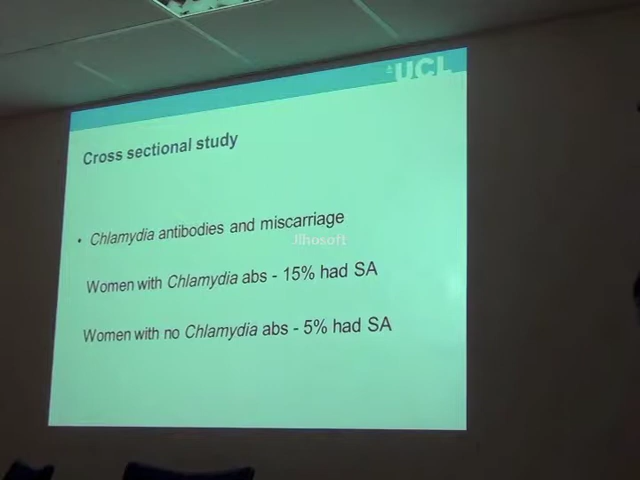 UCL
Cross sectional study
• Chlamydia antibodies and miscarriage
Jihosoft
Women with Chlamydia abs - 15% had SA
Women with no Chlamydia abs - 5% had SA